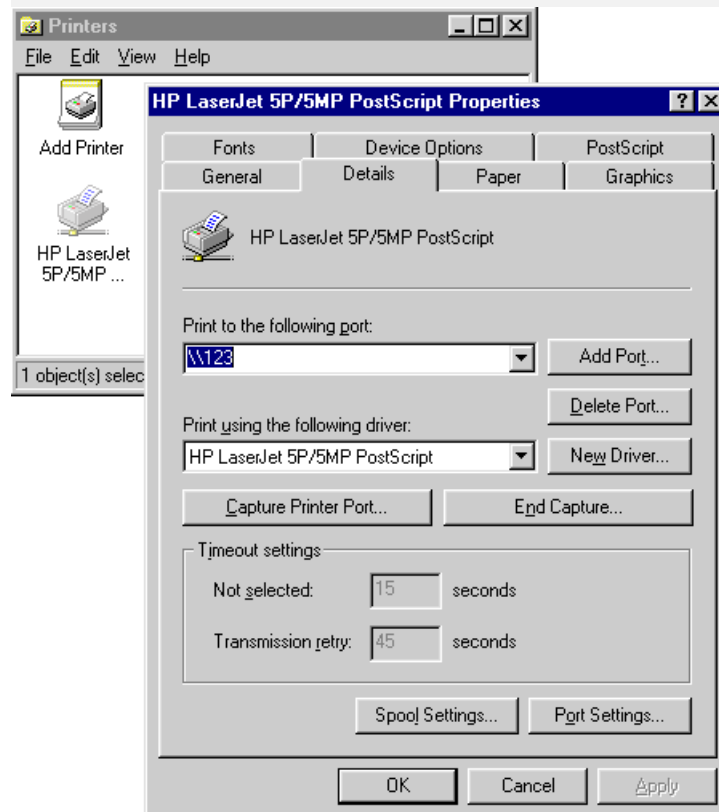 Printers
File Edit View Help
Add Printer
HP LaserJet
5P/5MP ...
1 object(s) selec
HP LaserJet 5P/5MP PostScript Properties
Fonts Device Options PostScript
General Details Paper Graphics
HP LaserJet 5P/5MP PostScript
Print to the following port:
\\123 Add Port...
Delete Port...
Print using the following driver:
HP LaserJet 5P/5MP PostScript New Driver...
Capture Printer Port... End Capture...
Timeout settings
Not selected: 15 seconds
Transmission retry: 45 seconds
Spool Settings... Port Settings...
OK Cancel Apply